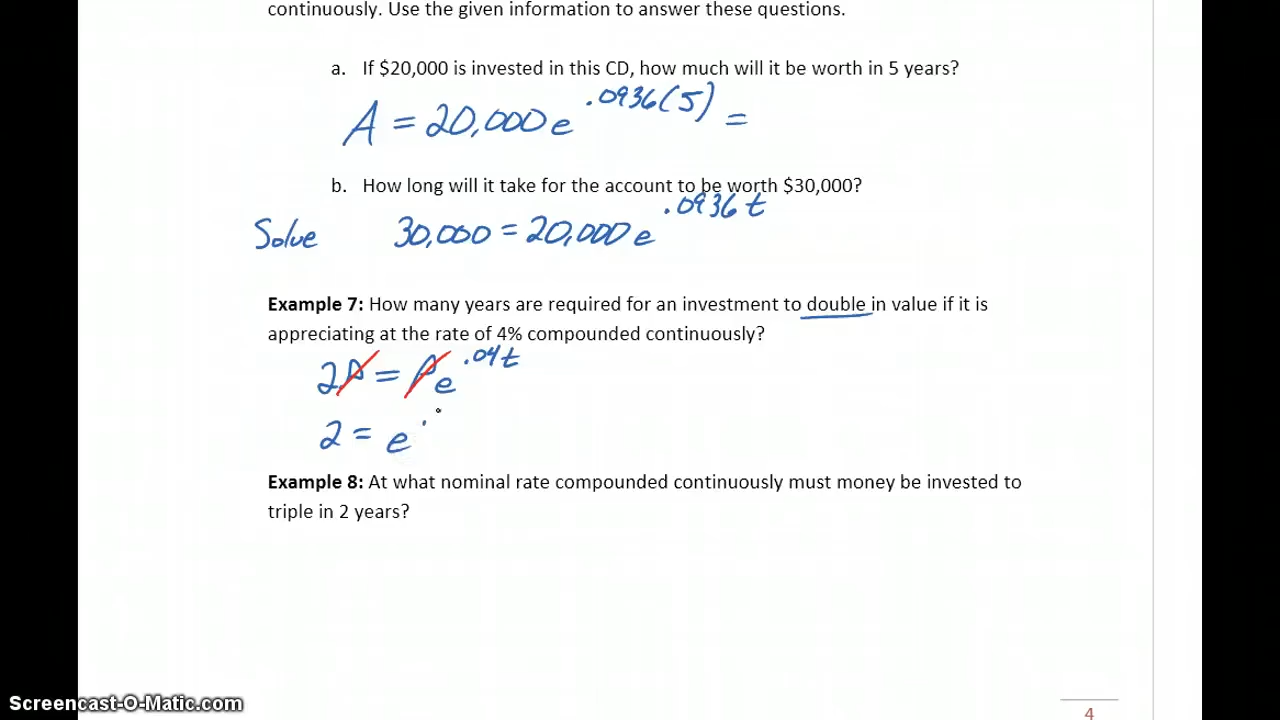 continuously. Use the given information to answer these questions.
a. If $20,000 is invested in this CD, how much will it be worth in 5 years?
A = 20,000 e .0936(5) =
b. How long will it take for the account to be worth $30,000?
Solve 30,000 = 20,000 e .0936 t
Example 7: How many years are required for an investment to double in value if it is
appreciating at the rate of 4% compounded continuously?
2P = Pe .04t
2 = e .
Example 8: At what nominal rate compounded continuously must money be invested to
triple in 2 years?
4
Screencast-O-Matic.com